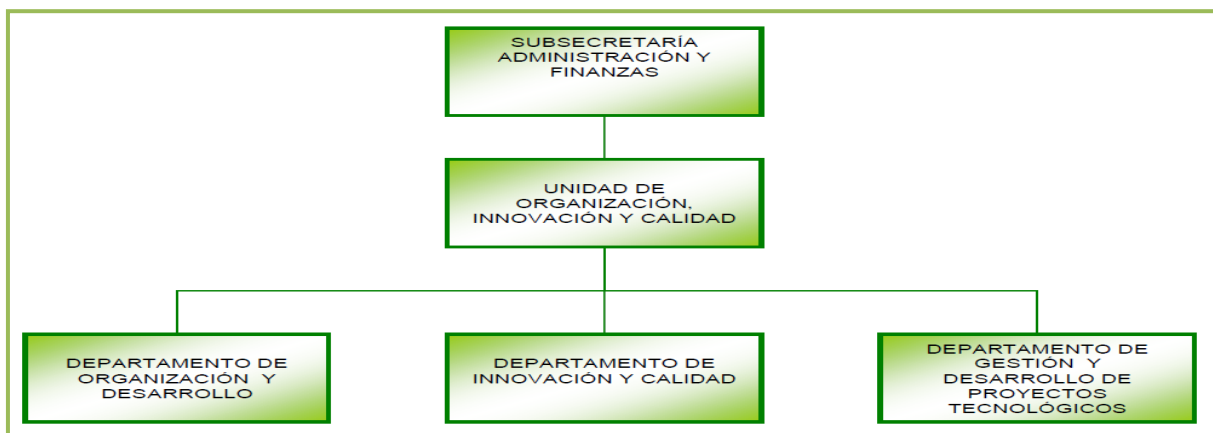 SUBSECRETARÍA
ADMINISTRACIÓN Y
FINANZAS
UNIDAD DE
ORGANIZACIÓN,
INNOVACIÓN Y CALIDAD
DEPARTAMENTO DE
ORGANIZACIÓN Y
DESARROLLO
DEPARTAMENTO DE
INNOVACIÓN Y CALIDAD
DEPARTAMENTO DE
GESTIÓN Y
DESARROLLO DE
PROYECTOS
TECNOLÓGICOS